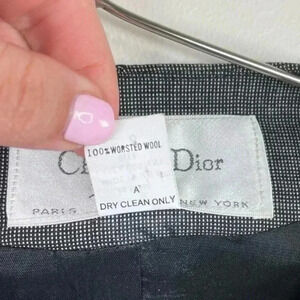 100% WORSTED WOOL
A'
DRY CLEAN ONLY
C Dior
PARIS NEW YORK